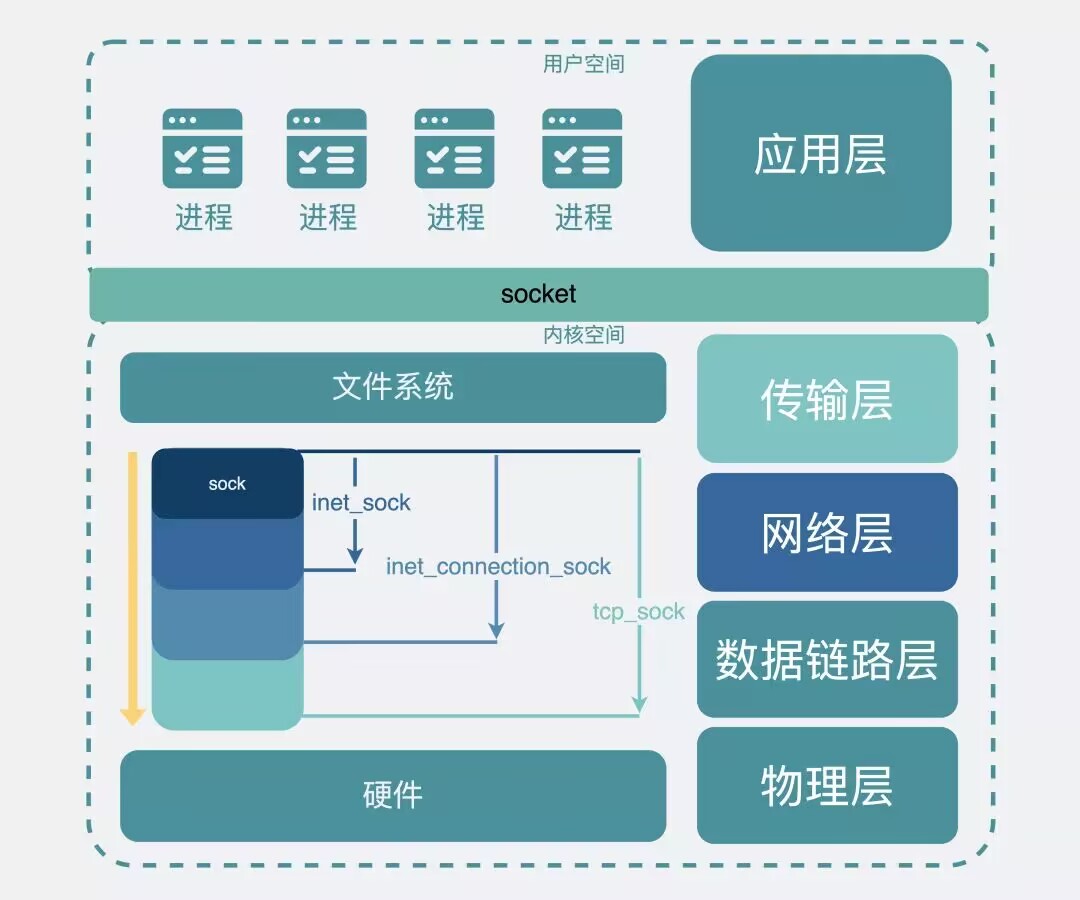 用户空间
应用层
进程
进程
进程
进程
socket
内核空间
文件系统
传输层
sock
inet_sock
网络层
inet_connection_sock
tcp_sock
数据链路层
硬件
物理层